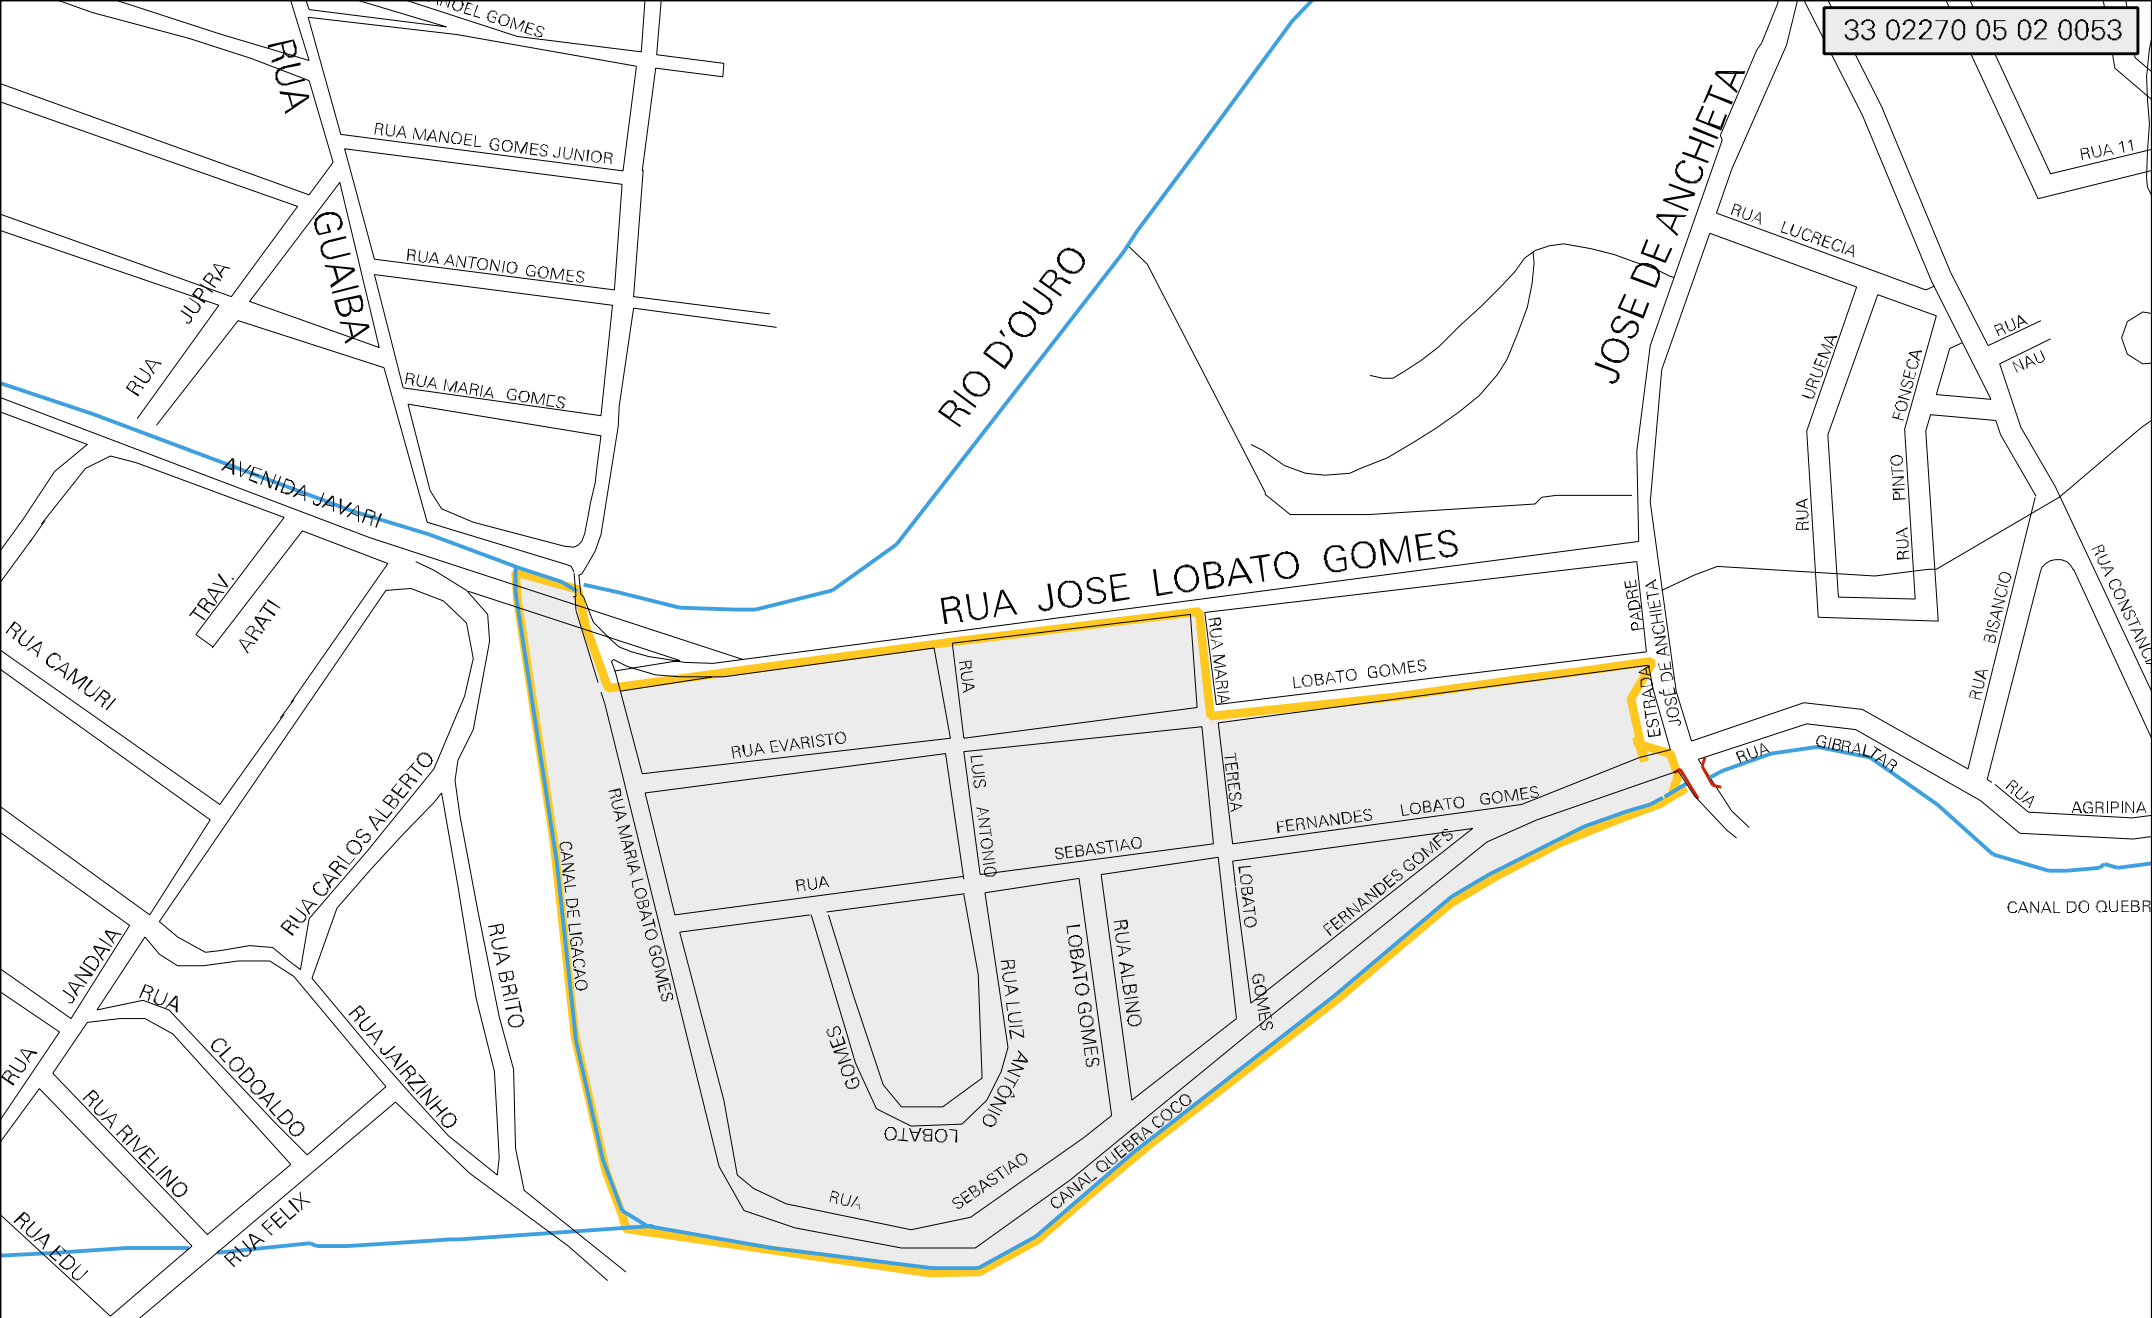 33 02270 05 02 0053
GOMES
RUA
GUAIBA
RUA MANOEL GOMES JUNIOR
RUA ANTONIO GOMES
RUA MARIA GOMES
RUA JUPIRA
AVENIDA JAVARI
TRAV. ARATI
RUA CAMURI
RUA CARLOS ALBERTO
RUA JANDAIA
RUA CLODOALDO
RUA JAIRZINHO
RUA BRITO
RUA RIVELINO
RUA FELIX
RUA EDU
RIO D'OURO
JOSE DE ANCHIETA
RUA LUCRECIA
RUA 11
RUA NAU
RUA URUEMA
RUA PINTO FONSECA
RUA BISANCIO
RUA CONSTANCI
RUA JOSE LOBATO GOMES
PADRE
JOSÉ DE ANCHIETA
ESTRADA
RUA MARIA
LOBATO GOMES
RUA EVARISTO
RUA
LUIS ANTONIO
TERESA
LOBATO
GOMES
RUA SEBASTIAO
FERNANDES LOBATO GOMES
FERNANDES GOMES
RUA MARIA LOBATO GOMES
CANAL DE LIGACAO
LOBATO GOMES
RUA ALBINO
RUA LUIZ ANTÔNIO
LOBATO
GOMES
RUA SEBASTIAO
CANAL QUEBRA COCO
RUA GIBRALTAR
RUA AGRIPINA
CANAL DO QUEBR